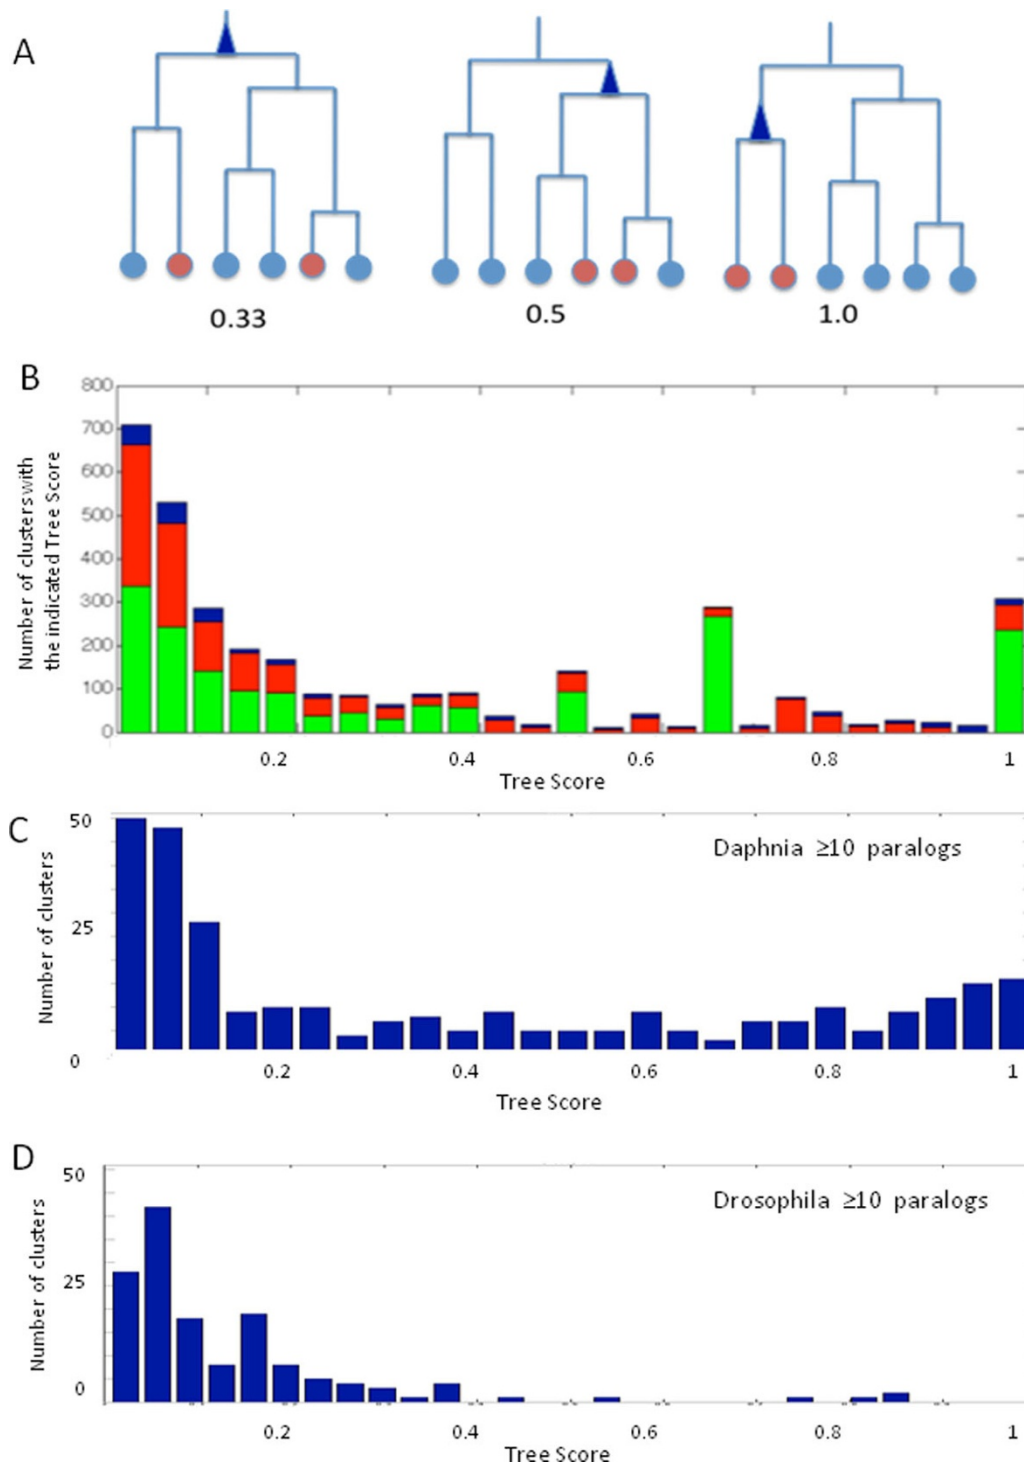 A
0.33
0.5
1.0
B
Number of clusters with
the indicated Tree Score
800
700
600
500
400
300
200
100
0
0.2
0.4
0.6
0.8
1
Tree Score
C
Number of clusters
50
25
0
Daphnia ≥10 paralogs
0.2
0.4
0.6
0.8
1
Tree Score
D
Number of clusters
50
25
0
Drosophila ≥10 paralogs
0.2
0.4
0.6
0.8
1
Tree Score